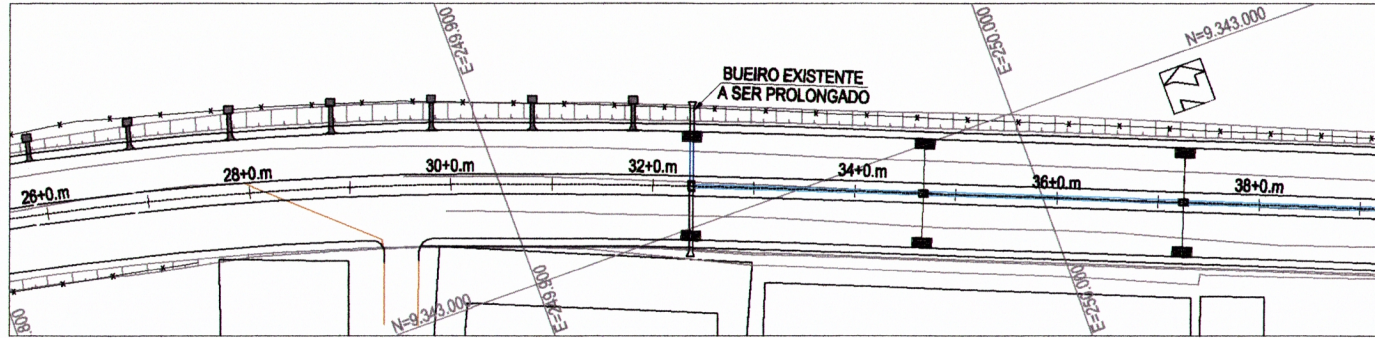 E=249.900
E=250.000
N=9.343.000
BUEIRO EXISTENTE
A SER PROLONGADO
26+0.m
28+0.m
30+0.m
32+0.m
34+0.m
36+0.m
38+0.m
N=9.343.000
E=249.900
E=250.000